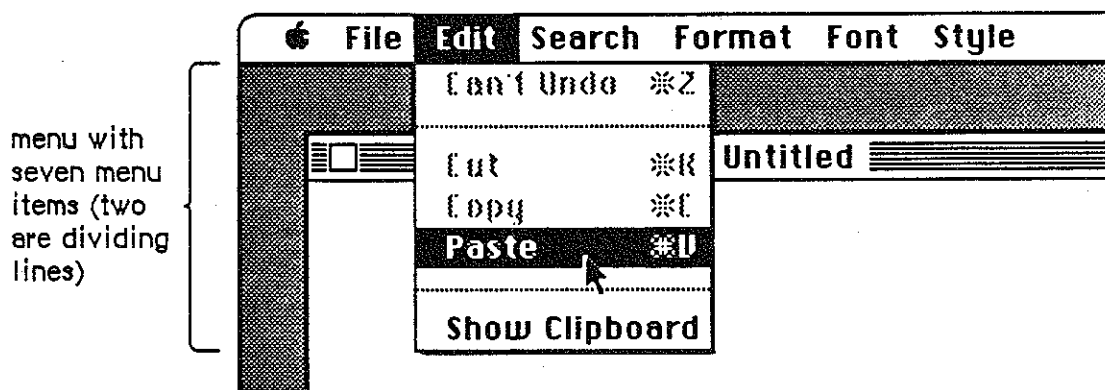 File Edit Search Format Font Style
Can't Undo ⌘Z
Cut ⌘X
Copy ⌘C
Paste ⌘V
Show Clipboard
Untitled
menu with
seven menu
items (two
are dividing
lines)